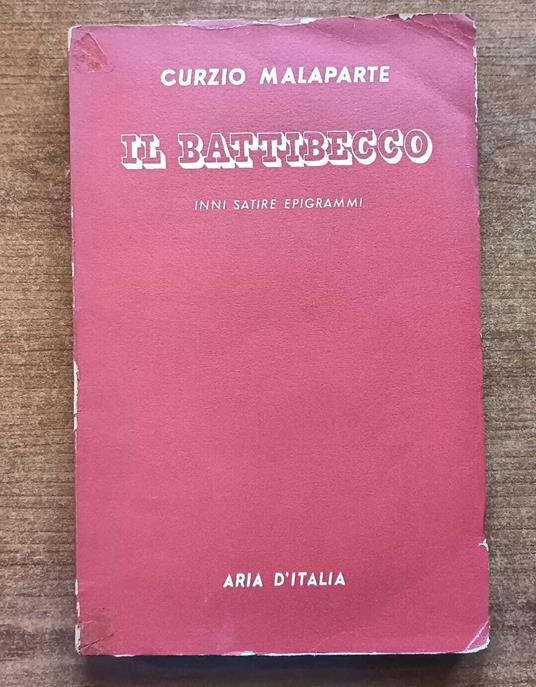 CURZIO MALAPARTE
IL BATTIBECCO
INNI SATIRE EPIGRAMMI
ARIA D'ITALIA